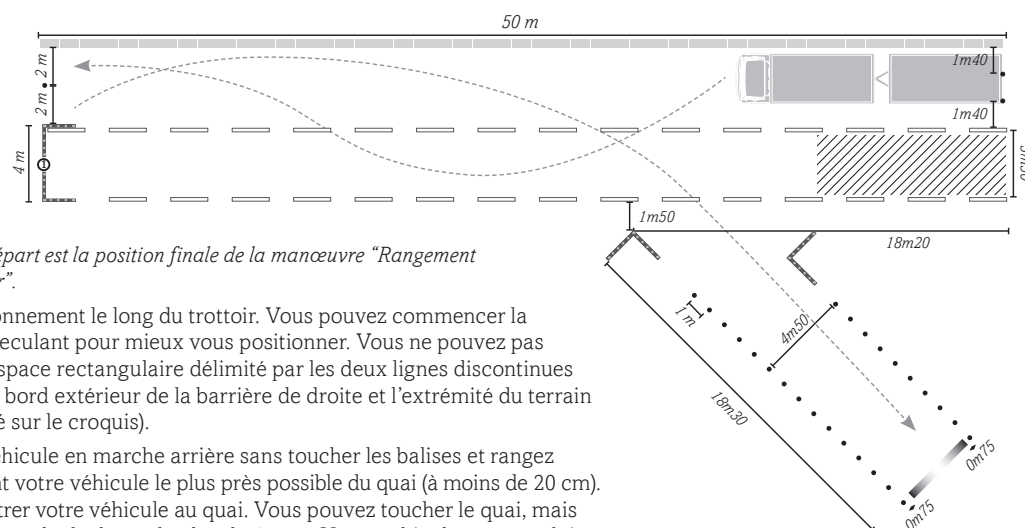 50 m
2 m
2 m
4 m
1
1m40
1m40
3m50
1m50
18m20
épart est la position finale de la manœuvre “Rangement
r”.
onnement le long du trottoir. Vous pouvez commencer la
eculant pour mieux vous positionner. Vous ne pouvez pas
space rectangulaire délimité par les deux lignes discontinues
bord extérieur de la barrière de droite et l’extrémité du terrain
é sur le croquis).
éhicule en marche arrière sans toucher les balises et rangez
nt votre véhicule le plus près possible du quai (à moins de 20 cm).
trer votre véhicule au quai. Vous pouvez toucher le quai, mais
1 m
4m50
18m30
0m75
0m75